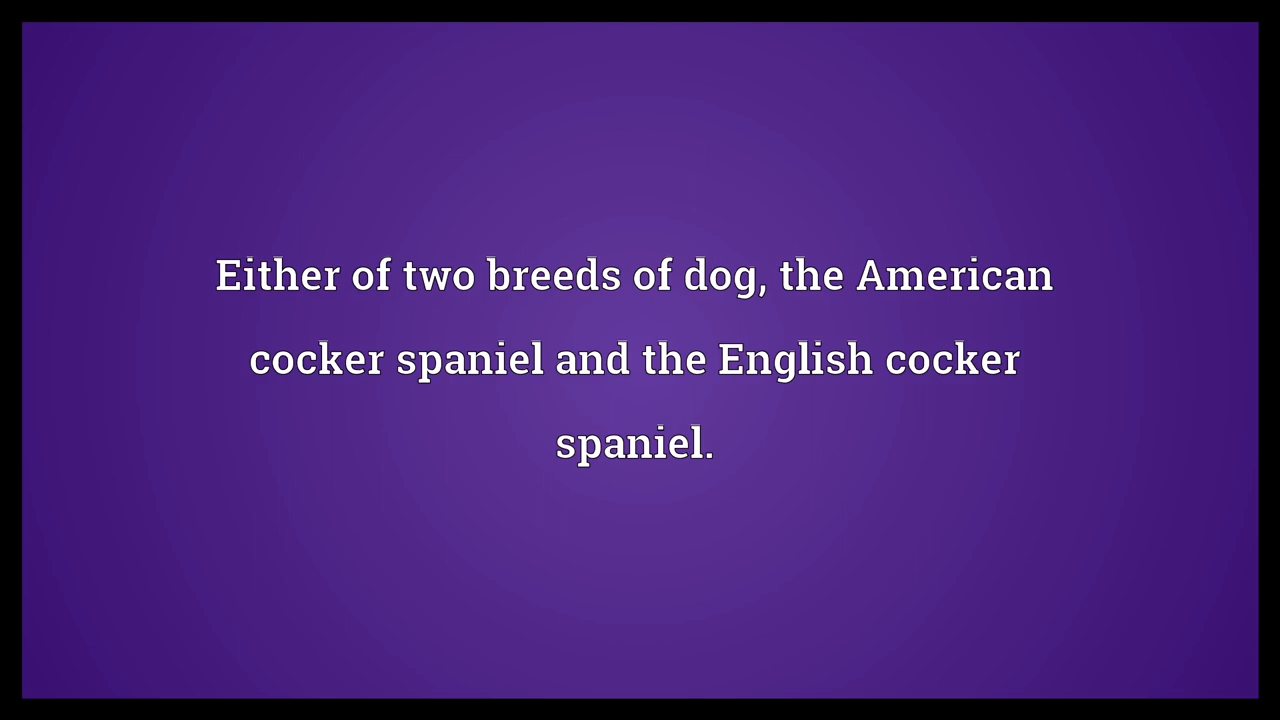 Either of two breeds of dog, the American
cocker spaniel and the English cocker
spaniel.